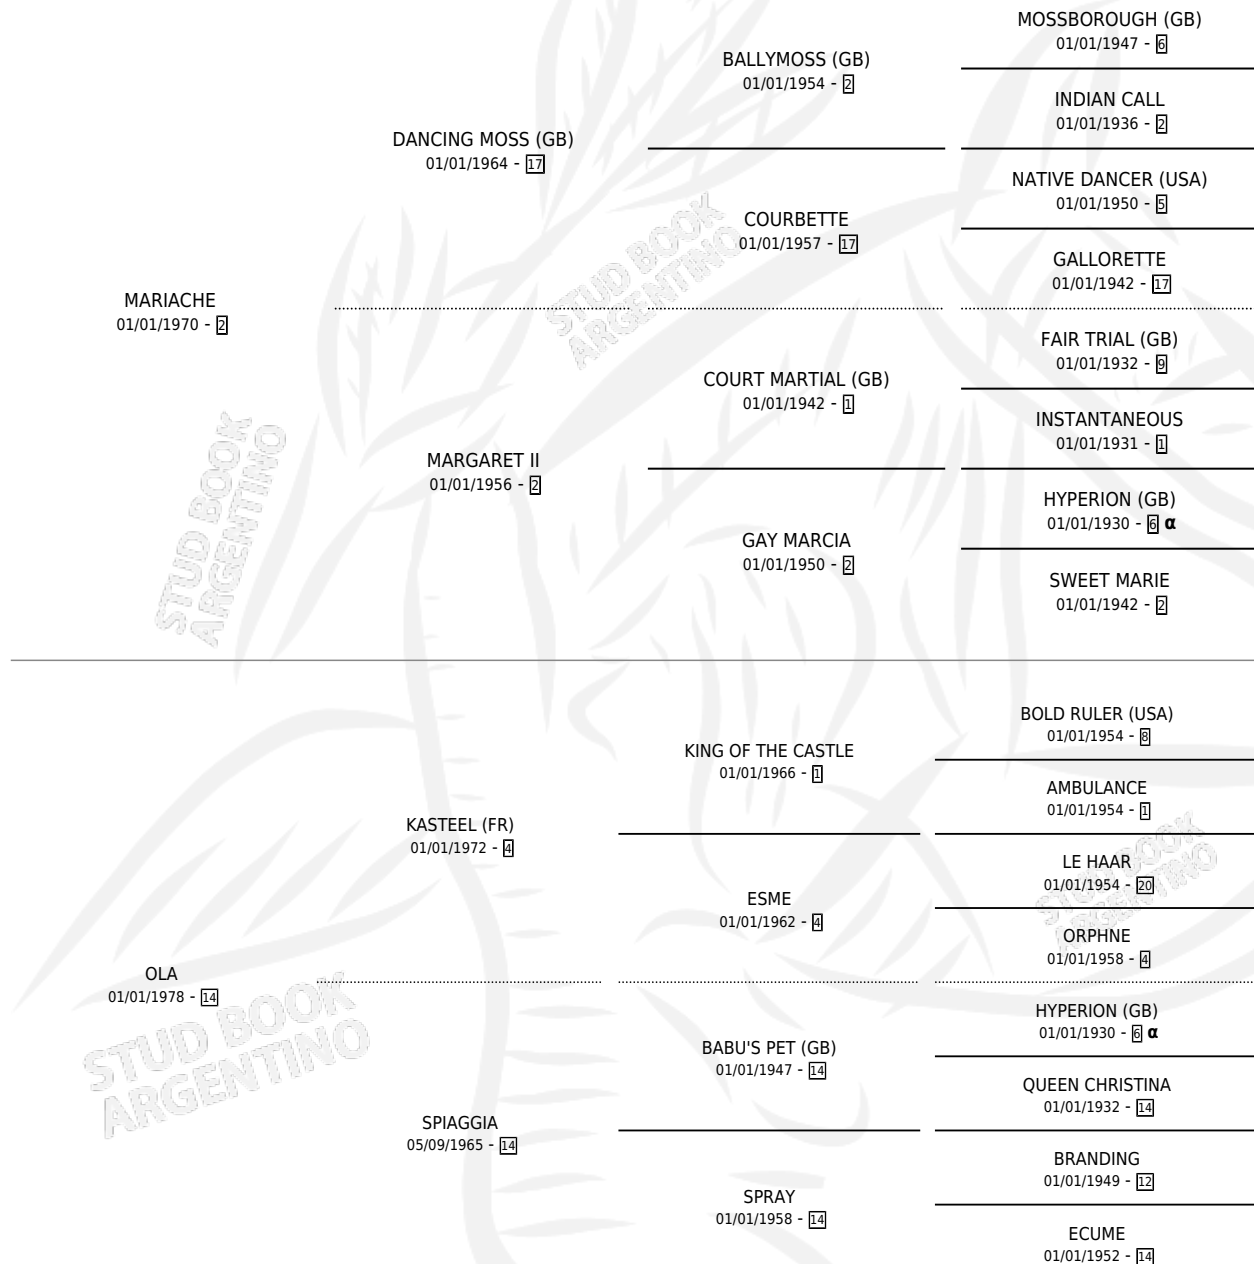 MOSSBOROUGH (GB)
01/01/1947 - 6
BALLYMOSS (GB)
01/01/1954 - 2
INDIAN CALL
01/01/1936 - 2
DANCING MOSS (GB)
01/01/1964 - 17
NATIVE DANCER (USA)
01/01/1950 - 5
COURBETTE
01/01/1957 - 17
GALLORETTE
01/01/1942 - 17
MARIACHE
01/01/1970 - 2
FAIR TRIAL (GB)
01/01/1932 - 9
COURT MARTIAL (GB)
01/01/1942 - 1
INSTANTANEOUS
01/01/1931 - 1
MARGARET II
01/01/1956 - 2
HYPERION (GB)
01/01/1930 - 6 α
GAY MARCIA
01/01/1950 - 2
SWEET MARIE
01/01/1942 - 2
BOLD RULER (USA)
01/01/1954 - 8
KING OF THE CASTLE
01/01/1966 - 1
AMBULANCE
01/01/1954 - 1
KASTEEL (FR)
01/01/1972 - 4
LE HAAR
01/01/1954 - 20
ESME
01/01/1962 - 4
ORPHNE
01/01/1958 - 4
OLA
01/01/1978 - 14
HYPERION (GB)
01/01/1930 - 6 α
BABU'S PET (GB)
01/01/1947 - 14
QUEEN CHRISTINA
01/01/1932 - 14
SPIAGGIA
05/09/1965 - 14
BRANDING
01/01/1949 - 12
SPRAY
01/01/1958 - 14
ECUME
01/01/1952 - 14
STUD BOOK
ARGENTINO
STUD BOOK
ARGENTINO
STUD BOOK
ARGENTINO
STUD BOOK
ARGENTINO